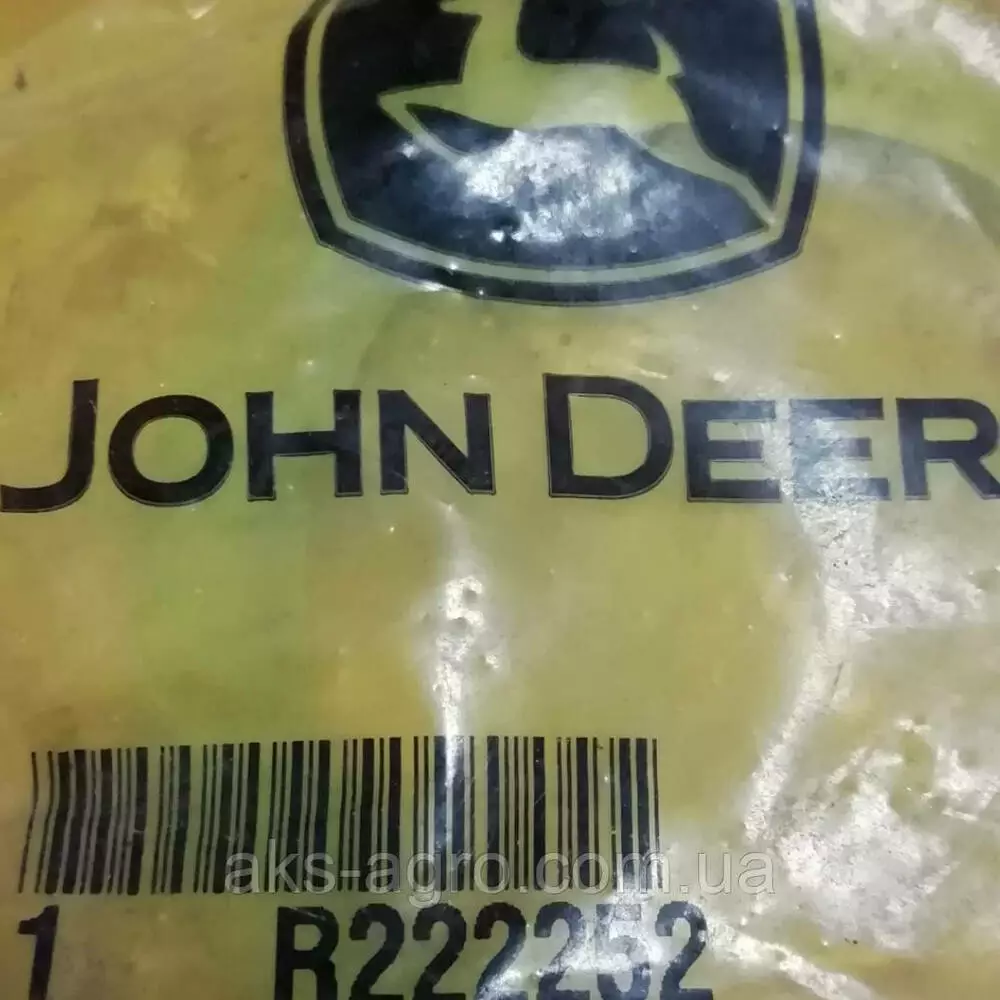 JOHN DEER
aks-agro.com.ua
1 R222252